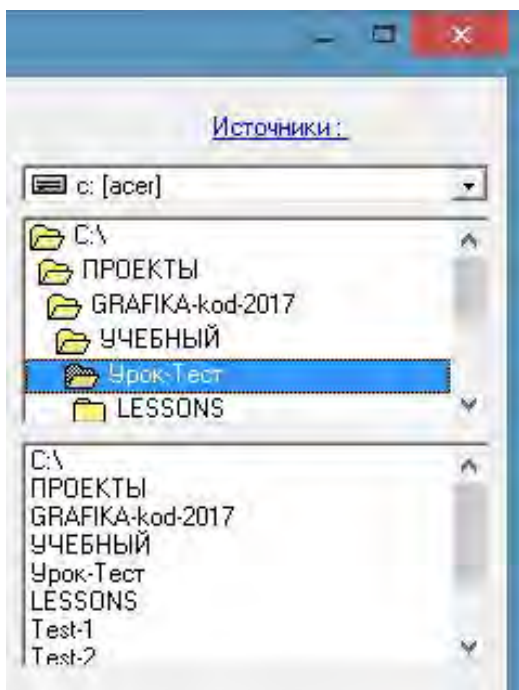 Источники :
c: [acer]
C:\
ПРОЕКТЫ
GRAFIKA-kod-2017
УЧЕБНЫЙ
Урок-Тест
LESSONS
C:\
ПРОЕКТЫ
GRAFIKA-kod-2017
УЧЕБНЫЙ
Урок-Тест
LESSONS
Test-1
Test-2